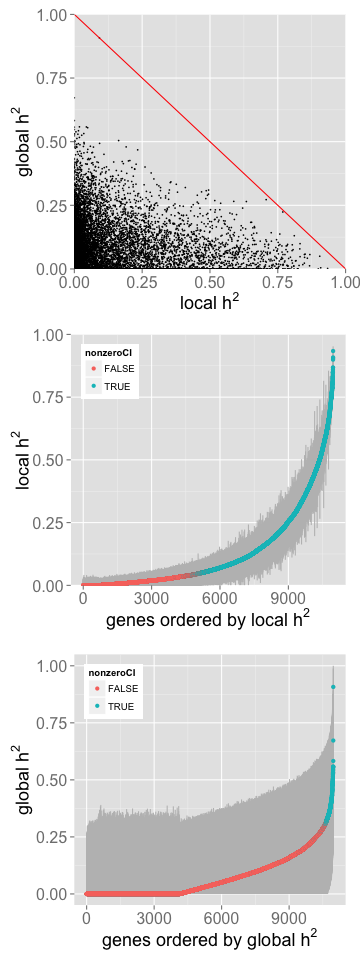 1.00
0.75
0.50
0.25
0.00
global h²
0.00 0.25 0.50 0.75 1.00
local h²
1.00
0.75
0.50
0.25
0.00
local h²
nonzeroCI
FALSE
TRUE
0 3000 6000 9000
genes ordered by local h²
1.00
0.75
0.50
0.25
0.00
global h²
nonzeroCI
FALSE
TRUE
0 3000 6000 9000
genes ordered by global h²